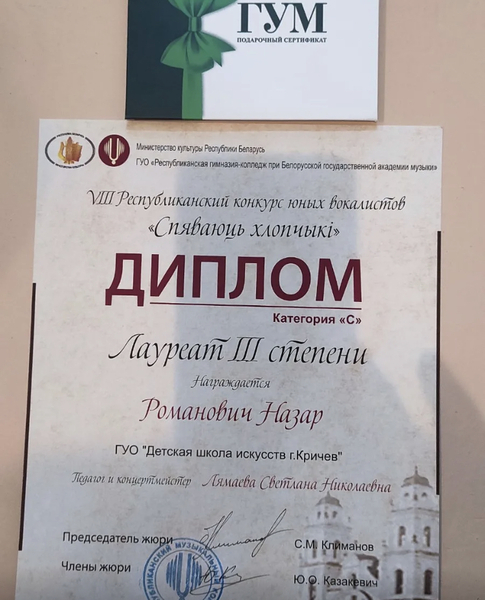 ГУМ
ПОДАРОЧНЫЙ СЕРТИФИКАТ
Министерство культуры Республики Беларусь
ГУО «Республиканская гимназия-колледж при Белорусской государственной академии музыки»
VIII Республиканский конкурс юных вокалистов
«Спяваюць хлопчыкі»
ДИПЛОМ
Категория «С»
Лауреат III степени
Награждается
Романович Назар
ГУО "Детская школа искусств г.Кричев"
Педагог и концертмейстер Лямаева Светлана Николаевна
Председатель жюри С.М. Климанов
Члены жюри Ю.О. Казакевич